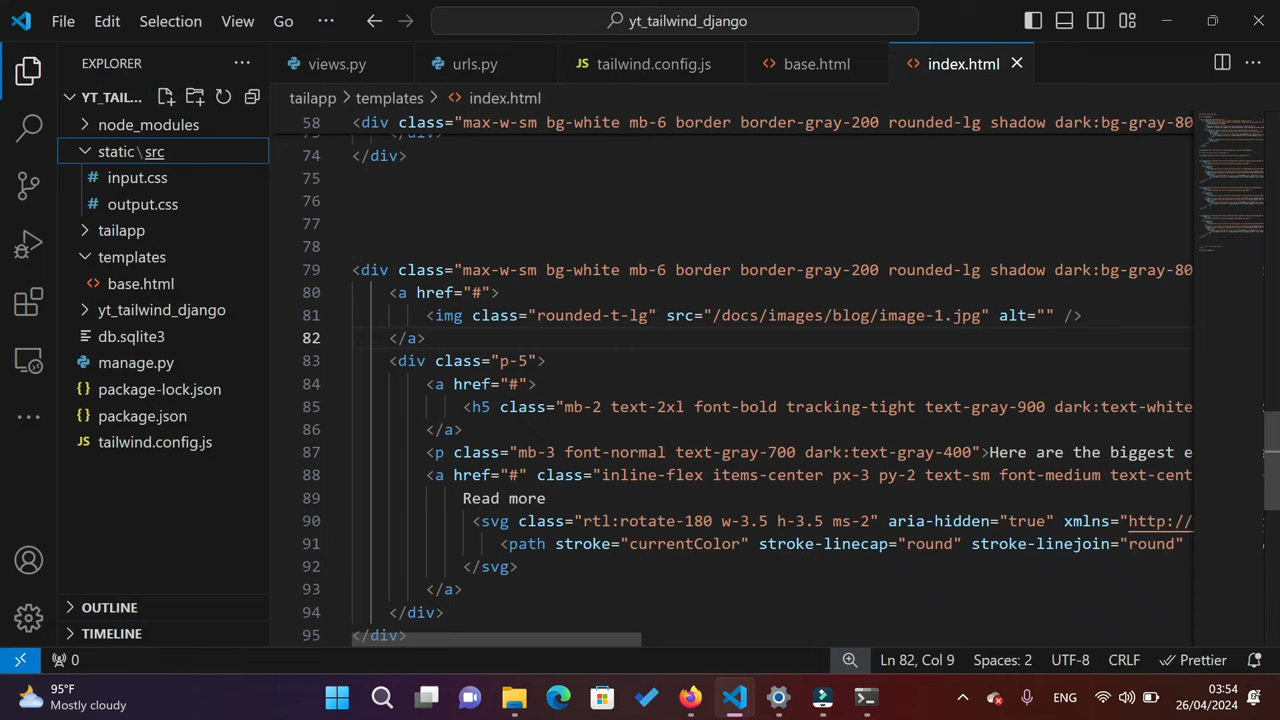 File Edit Selection View Go
yt_tailwind_django
EXPLORER
views.py
urls.py
JS tailwind.config.js
<> base.html
<> index.html
YT_TAIL...
tailapp > templates > <> index.html
node_modules
static\src
# input.css
# output.css
tailapp
templates
<> base.html
yt_tailwind_django
db.sqlite3
manage.py
{} package-lock.json
{} package.json
JS tailwind.config.js
OUTLINE
TIMELINE
58 <div class="max-w-sm bg-white mb-6 border border-gray-200 rounded-lg shadow dark:bg-gray-80
74 </div>
75
76
77
78
79 <div class="max-w-sm bg-white mb-6 border border-gray-200 rounded-lg shadow dark:bg-gray-80
80 <a href="#">
81 <img class="rounded-t-lg" src="/docs/images/blog/image-1.jpg" alt="" />
82 </a>
83 <div class="p-5">
84 <a href="#">
85 <h5 class="mb-2 text-2xl font-bold tracking-tight text-gray-900 dark:text-white
86 </a>
87 <p class="mb-3 font-normal text-gray-700 dark:text-gray-400">Here are the biggest e
88 <a href="#" class="inline-flex items-center px-3 py-2 text-sm font-medium text-cent
89 Read more
90 <svg class="rtl:rotate-180 w-3.5 h-3.5 ms-2" aria-hidden="true" xmlns="http://
91 <path stroke="currentColor" stroke-linecap="round" stroke-linejoin="round"
92 </svg>
93 </a>
94 </div>
95 </div>
0
Ln 82, Col 9 Spaces: 2 UTF-8 CRLF Prettier
95°F
Mostly cloudy
ENG
03:54
26/04/2024